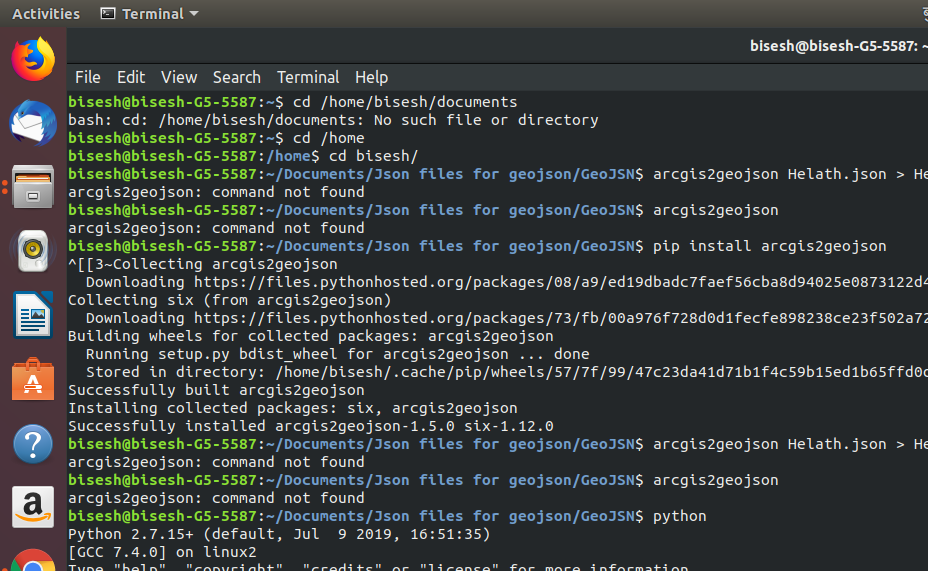 Activities Terminal
bisesh@bisesh-G5-5587: ~
File Edit View Search Terminal Help
bisesh@bisesh-G5-5587:~$ cd /home/bisesh/documents
bash: cd: /home/bisesh/documents: No such file or directory
bisesh@bisesh-G5-5587:~$ cd /home
bisesh@bisesh-G5-5587:/home$ cd bisesh/
bisesh@bisesh-G5-5587:~/Documents/Json files for geojson/GeoJSN$ arcgis2geojson Helath.json > He
arcgis2geojson: command not found
bisesh@bisesh-G5-5587:~/Documents/Json files for geojson/GeoJSN$ arcgis2geojson
arcgis2geojson: command not found
bisesh@bisesh-G5-5587:~/Documents/Json files for geojson/GeoJSN$ pip install arcgis2geojson
^[[3~Collecting arcgis2geojson
  Downloading https://files.pythonhosted.org/packages/08/a9/ed19dbadc7faef56cba8d94025e0873122d4
Collecting six (from arcgis2geojson)
  Downloading https://files.pythonhosted.org/packages/73/fb/00a976f728d0d1fecfe898238ce23f502a72
Building wheels for collected packages: arcgis2geojson
  Running setup.py bdist_wheel for arcgis2geojson ... done
  Stored in directory: /home/bisesh/.cache/pip/wheels/57/7f/99/47c23da41d71b1f4c59b15ed1b65ffd0c
Successfully built arcgis2geojson
Installing collected packages: six, arcgis2geojson
Successfully installed arcgis2geojson-1.5.0 six-1.12.0
bisesh@bisesh-G5-5587:~/Documents/Json files for geojson/GeoJSN$ arcgis2geojson Helath.json > He
arcgis2geojson: command not found
bisesh@bisesh-G5-5587:~/Documents/Json files for geojson/GeoJSN$ arcgis2geojson
arcgis2geojson: command not found
bisesh@bisesh-G5-5587:~/Documents/Json files for geojson/GeoJSN$ python
Python 2.7.15+ (default, Jul  9 2019, 16:51:35)
[GCC 7.4.0] on linux2
Type "help", "copyright", "credits" or "license" for more information.